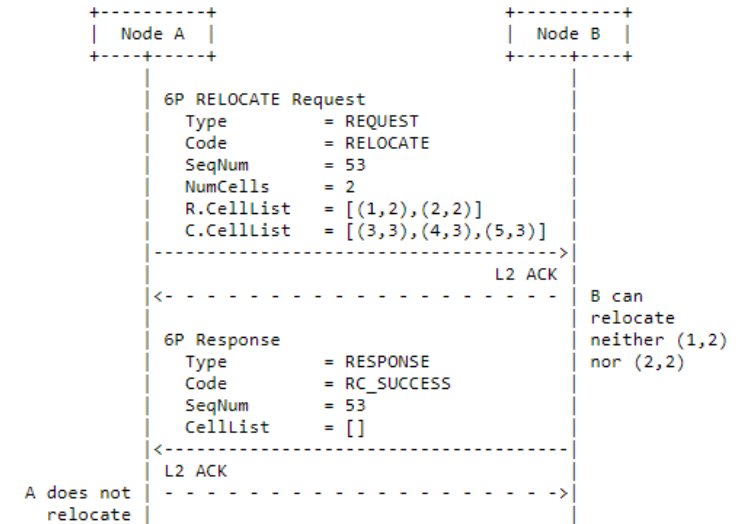 Node A Node B
6P RELOCATE Request
Type = REQUEST
Code = RELOCATE
SeqNum = 53
NumCells = 2
R.CellList = [(1,2),(2,2)]
C.CellList = [(3,3),(4,3),(5,3)]
L2 ACK
B can
relocate
neither (1,2)
nor (2,2)
6P Response
Type = RESPONSE
Code = RC_SUCCESS
SeqNum = 53
CellList = []
L2 ACK
A does not
relocate